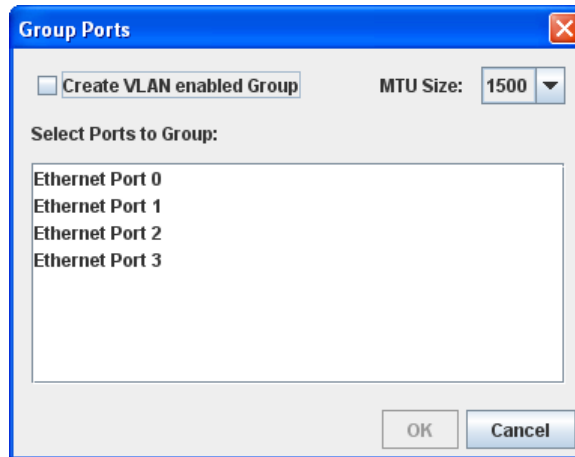 Group Ports
Create VLAN enabled Group MTU Size: 1500
Select Ports to Group:
Ethernet Port 0
Ethernet Port 1
Ethernet Port 2
Ethernet Port 3
OK Cancel